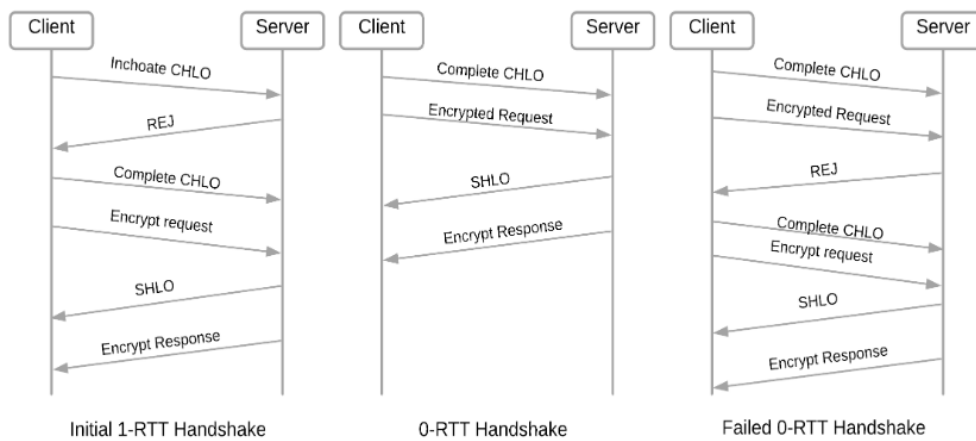 Client
Server
Inchoate CHLO
REJ
Complete CHLO
Encrypt request
SHLO
Encrypt Response
Initial 1-RTT Handshake
Client
Server
Complete CHLO
Encrypted Request
SHLO
Encrypt Response
0-RTT Handshake
Client
Server
Complete CHLO
Encrypted Request
REJ
Complete CHLO
Encrypt request
SHLO
Encrypt Response
Failed 0-RTT Handshake